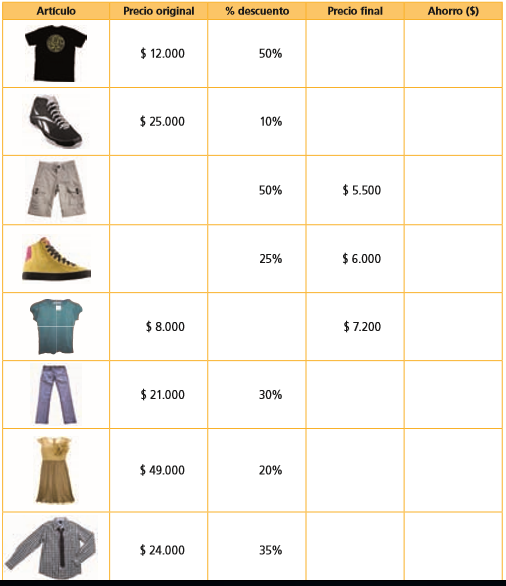 Artículo Precio original % descuento Precio final Ahorro ($)
$ 12.000 50%
$ 25.000 10%
50% $ 5.500
25% $ 6.000
$ 8.000 $ 7.200
$ 21.000 30%
$ 49.000 20%
$ 24.000 35%